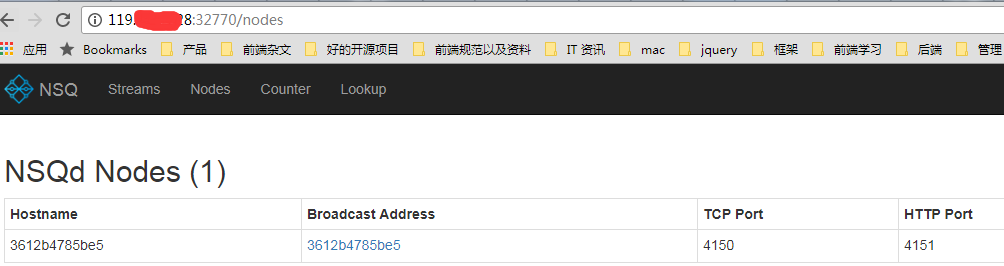 119. 28:32770/nodes
应用 Bookmarks 产品 前端杂文 好的开源项目 前端规范以及资料 IT 资讯 mac jquery 框架 前端学习 后端 管理
NSQ Streams Nodes Counter Lookup
NSQd Nodes (1)
Hostname Broadcast Address TCP Port HTTP Port
3612b4785be5 3612b4785be5 4150 4151